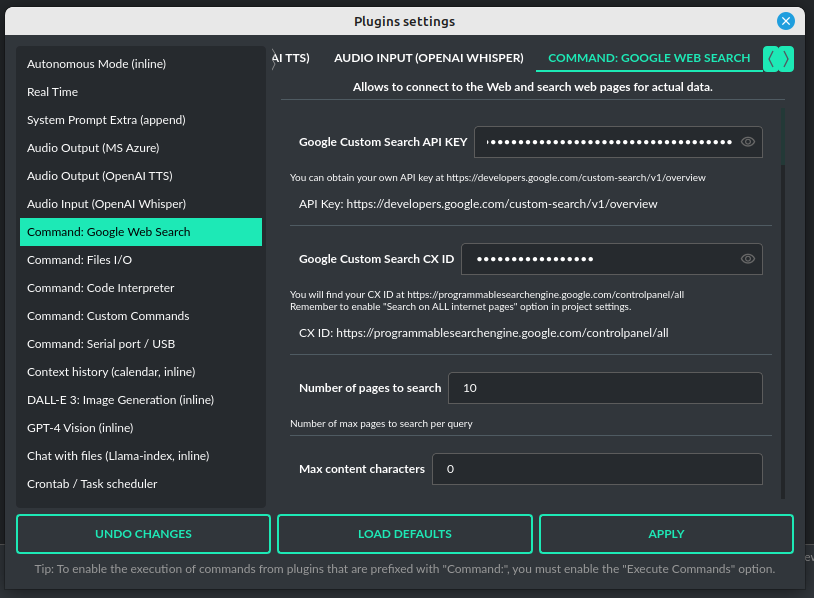 Plugins settings
Autonomous Mode (inline)
Real Time
System Prompt Extra (append)
Audio Output (MS Azure)
Audio Output (OpenAI TTS)
Audio Input (OpenAI Whisper)
Command: Google Web Search
Command: Files I/O
Command: Code Interpreter
Command: Custom Commands
Command: Serial port / USB
Context history (calendar, inline)
DALL-E 3: Image Generation (inline)
GPT-4 Vision (inline)
Chat with files (Llama-index, inline)
Crontab / Task scheduler
AI TTS) AUDIO INPUT (OPENAI WHISPER) COMMAND: GOOGLE WEB SEARCH
Allows to connect to the Web and search web pages for actual data.
Google Custom Search API KEY
You can obtain your own API key at https://developers.google.com/custom-search/v1/overview
API Key: https://developers.google.com/custom-search/v1/overview
Google Custom Search CX ID
You will find your CX ID at https://programmablesearchengine.google.com/controlpanel/all
Remember to enable "Search on ALL internet pages" option in project settings.
CX ID: https://programmablesearchengine.google.com/controlpanel/all
Number of pages to search 10
Number of max pages to search per query
Max content characters 0
UNDO CHANGES LOAD DEFAULTS APPLY
Tip: To enable the execution of commands from plugins that are prefixed with "Command:", you must enable the "Execute Commands" option.